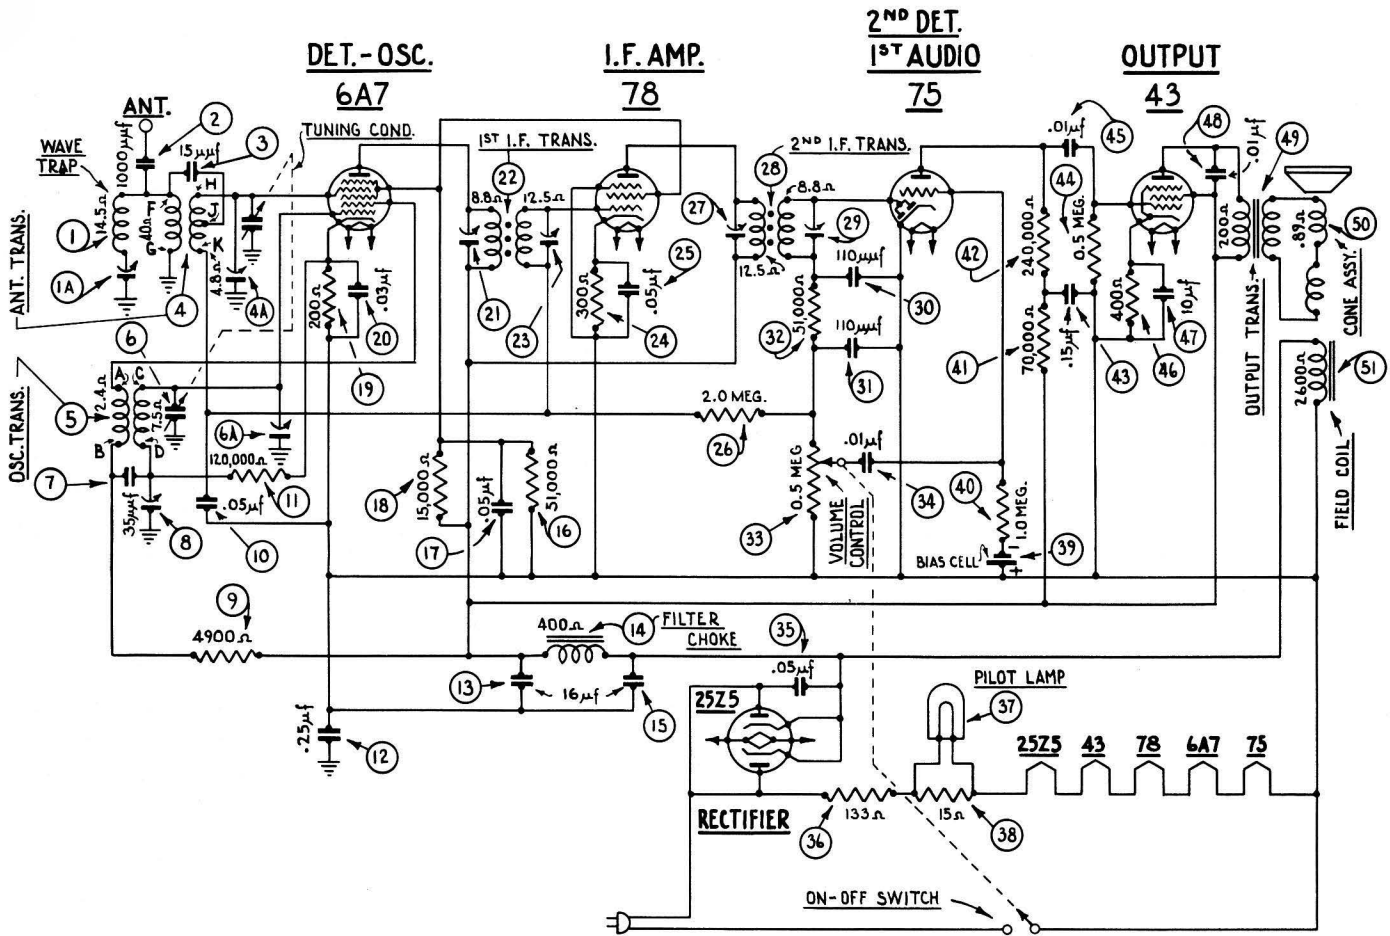 2ND DET.
DET.-OSC.
I.F. AMP.
1ST AUDIO
OUTPUT
6A7
78
75
43
ANT.
2
3
TUNING COND.
WAVE TRAP
1000µµf
15µµf
1ST I.F. TRANS.
22
2ND I.F. TRANS.
28
.01µf
45
48
.01µf
49
H
J
K
F
G
14.5Ω
40Ω
4.8Ω
8.8Ω
12.5Ω
27
8.8Ω
12.5Ω
29
44
0.5 MEG.
240,000Ω
42
200Ω
.89Ω
50
1
1A
ANT. TRANS.
4
4A
200Ω
.03µf
20
19
21
23
300Ω
.05µf
25
24
110µµf
30
51,000Ω
32
110µµf
31
41
70,000Ω
.15µf
43
400Ω
10µf
47
46
OUTPUT TRANS.
CONE ASSY.
51
2600Ω
FIELD COIL
6
OSC.TRANS.
5
A
C
2.4Ω
7.5Ω
B
D
6A
2.0 MEG.
26
7
120,000Ω
11
35µµf
8
.05µf
10
18
15,000Ω
.05µf
17
51,000Ω
16
0.5 MEG
33
VOLUME CONTROL
.01µf
34
40
1.0 MEG.
39
BIAS CELL
-
+
9
4900Ω
400Ω
14
FILTER CHOKE
35
.05µf
13
16µf
15
.25µf
12
25Z5
RECTIFIER
PILOT LAMP
37
133Ω
36
15Ω
38
25Z5
43
78
6A7
75
ON-OFF SWITCH